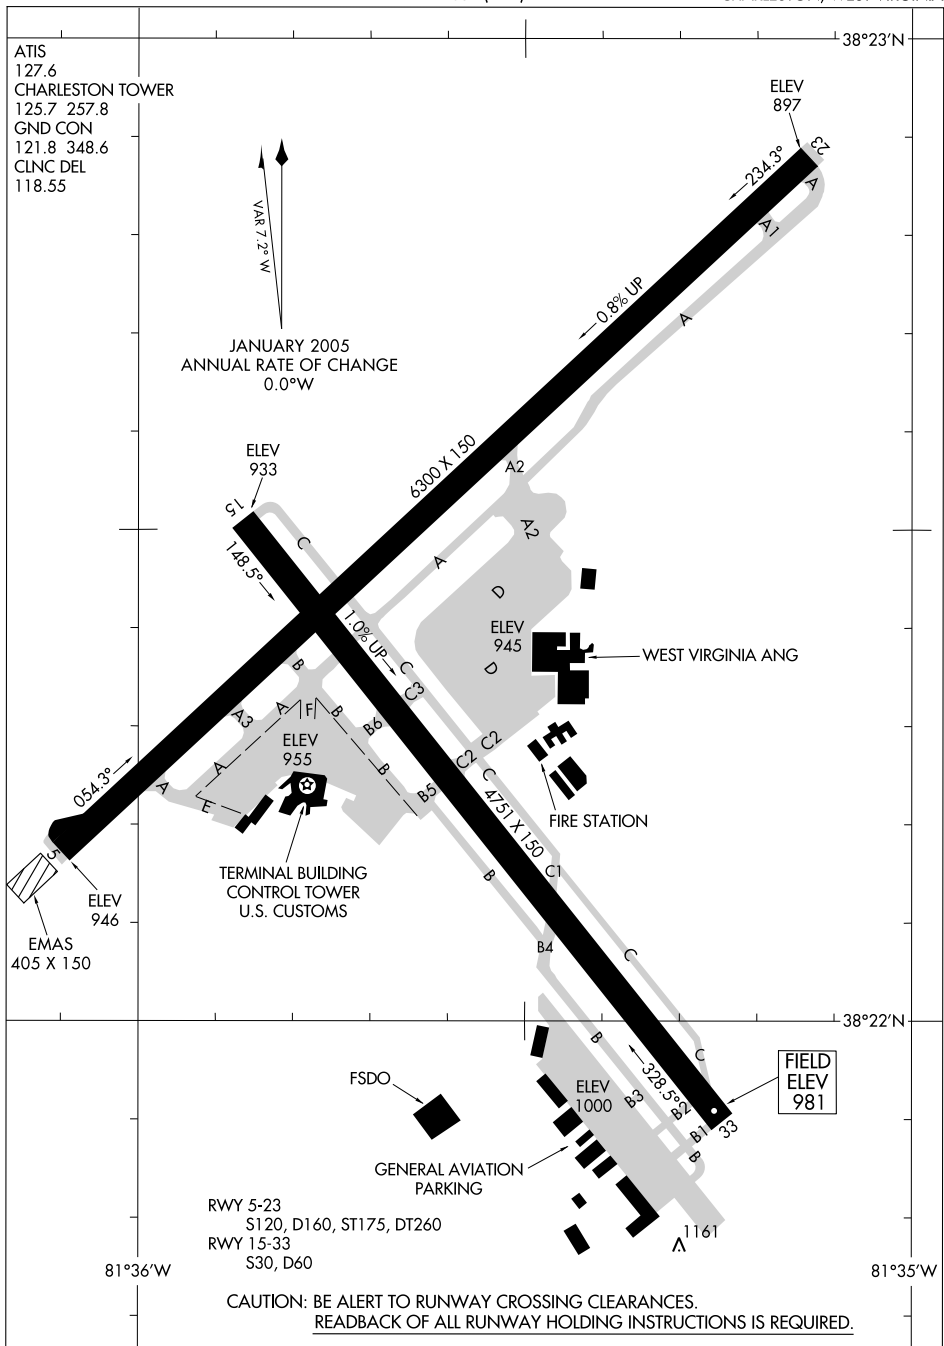 CHARLESTON, WEST VIRGINIA
38°23'N
ATIS
127.6
CHARLESTON TOWER
125.7 257.8
GND CON
121.8 348.6
CLNC DEL
118.55
ELEV
897
23
234.3°
A
A1
VAR 7.2° W
0.8% UP
A
JANUARY 2005
ANNUAL RATE OF CHANGE
0.0°W
ELEV
933
6300 X 150
A2
A2
15
C
148.5°
A
D
1.0% UP
ELEV
945
WEST VIRGINIA ANG
B
C
D
C3
A3
A
F
B
B6
ELEV
955
C2
C2
054.3°
A
A
B
C
E
B5
4751 X 150
FIRE STATION
5
TERMINAL BUILDING
CONTROL TOWER
U.S. CUSTOMS
B
C1
ELEV
946
EMAS
405 X 150
B4
C
38°22'N
B
C
328.5°
FIELD
ELEV
981
FSDO
ELEV
1000
B3
B2
B1
33
B
GENERAL AVIATION
PARKING
RWY 5-23
S120, D160, ST175, DT260
RWY 15-33
S30, D60
1161
81°36'W
81°35'W
CAUTION: BE ALERT TO RUNWAY CROSSING CLEARANCES.
READBACK OF ALL RUNWAY HOLDING INSTRUCTIONS IS REQUIRED.